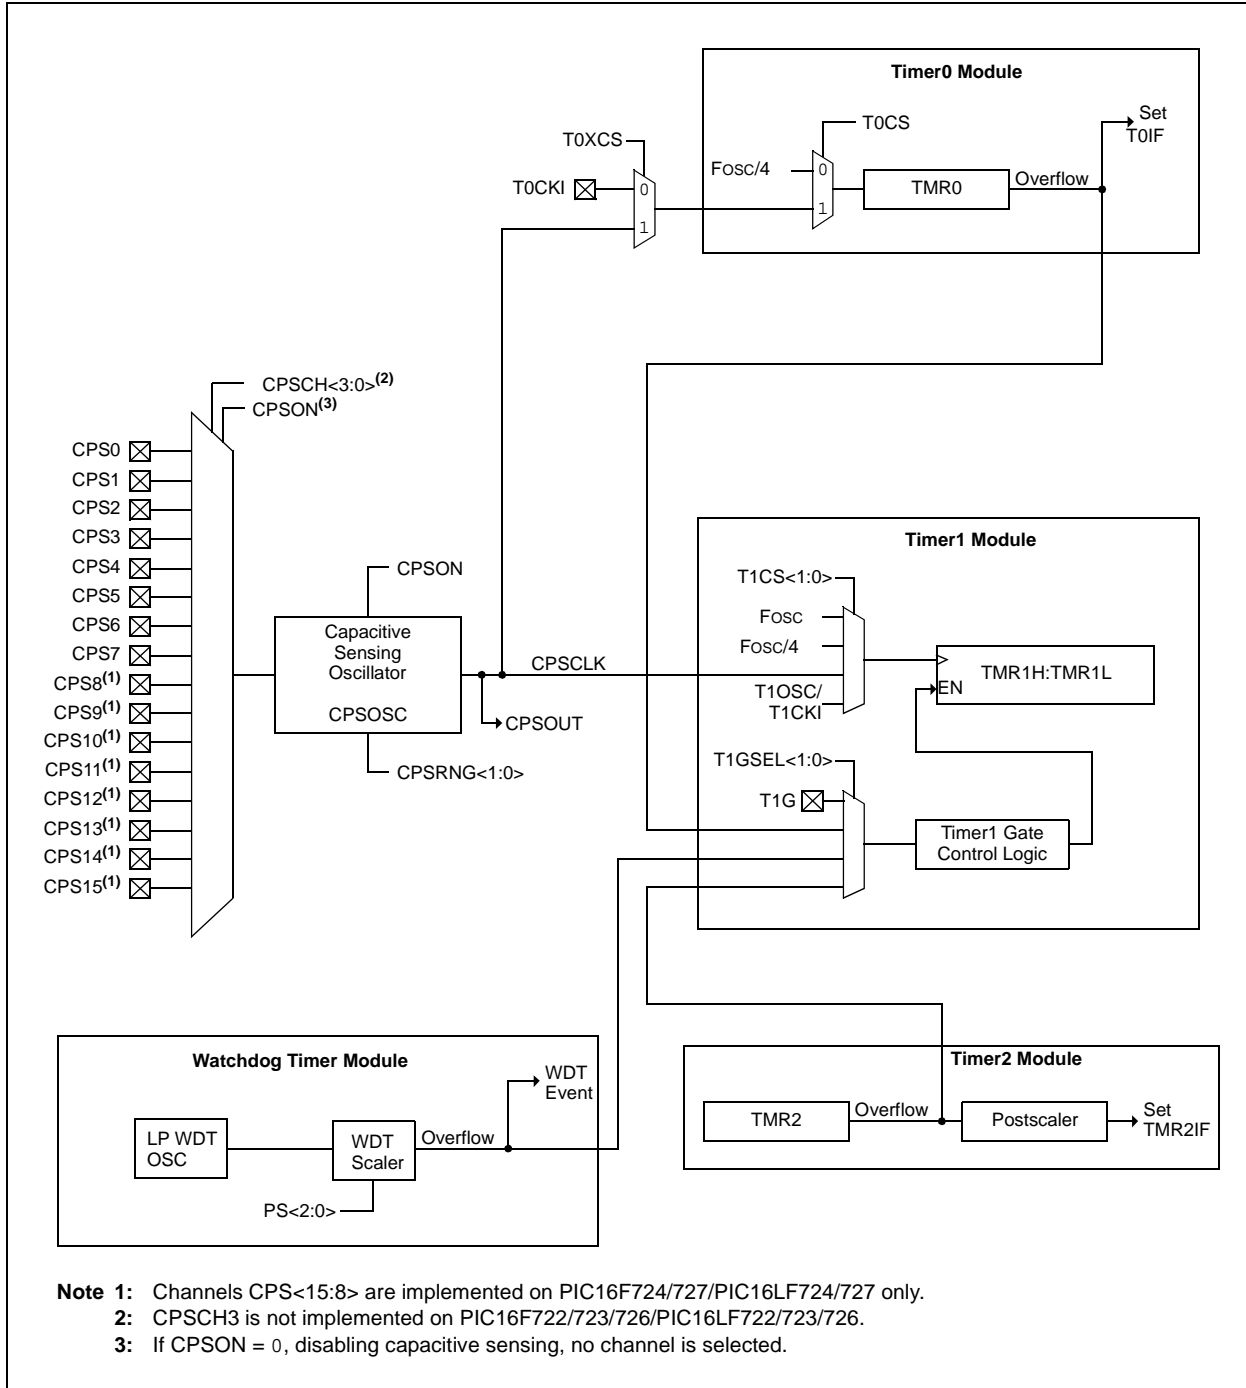 Timer0 Module
T0XCS
T0CS
Set
T0IF
FOSC/4
0
TMR0
Overflow
T0CKI
0
1
1
CPSCH<3:0>(2)
CPSON(3)
CPS0
CPS1
CPS2
CPS3
CPS4
CPS5
CPS6
CPS7
CPS8(1)
CPS9(1)
CPS10(1)
CPS11(1)
CPS12(1)
CPS13(1)
CPS14(1)
CPS15(1)
CPSON
Capacitive
Sensing
Oscillator
CPSOSC
CPSRNG<1:0>
CPSCLK
CPSOUT
Timer1 Module
T1CS<1:0>
FOSC
FOSC/4
T1OSC/
T1CKI
TMR1H:TMR1L
EN
T1GSEL<1:0>
T1G
Timer1 Gate
Control Logic
Watchdog Timer Module
WDT
Event
LP WDT
OSC
WDT
Scaler
Overflow
PS<2:0>
Timer2 Module
TMR2
Overflow
Postscaler
Set
TMR2IF
Note 1: Channels CPS<15:8> are implemented on PIC16F724/727/PIC16LF724/727 only.
2: CPSCH3 is not implemented on PIC16F722/723/726/PIC16LF722/723/726.
3: If CPSON = 0, disabling capacitive sensing, no channel is selected.